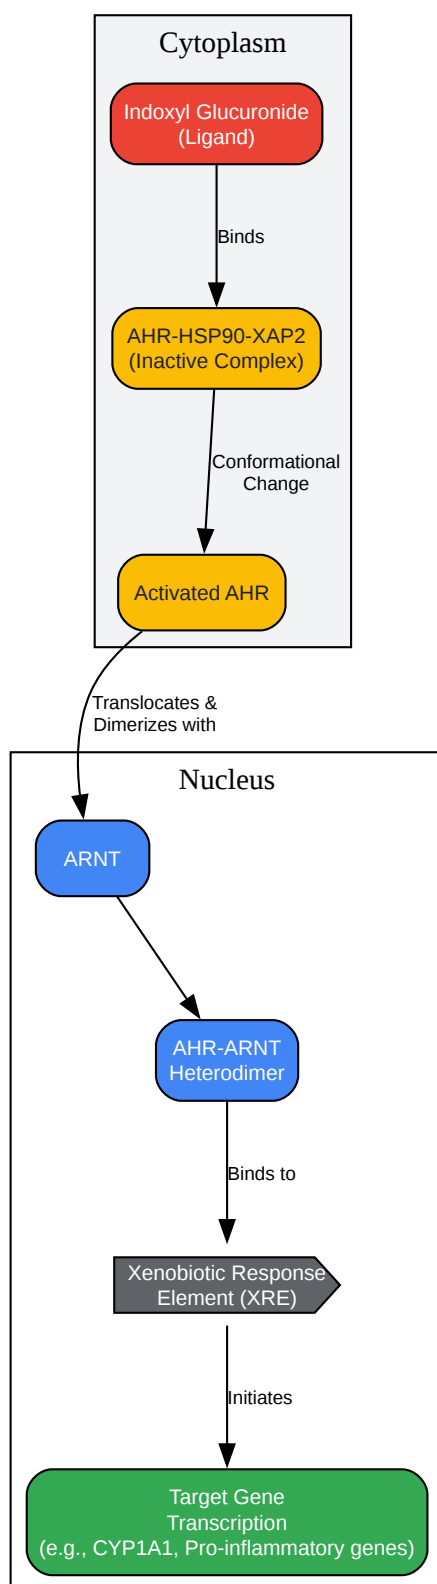 Cytoplasm
Indoxyl Glucuronide
(Ligand)
Binds
AHR-HSP90-XAP2
(Inactive Complex)
Conformational
Change
Activated AHR
Translocates &
Dimerizes with
Nucleus
ARNT
AHR-ARNT
Heterodimer
Binds to
Xenobiotic Response
Element (XRE)
Initiates
Target Gene
Transcription
(e.g., CYP1A1, Pro-inflammatory genes)